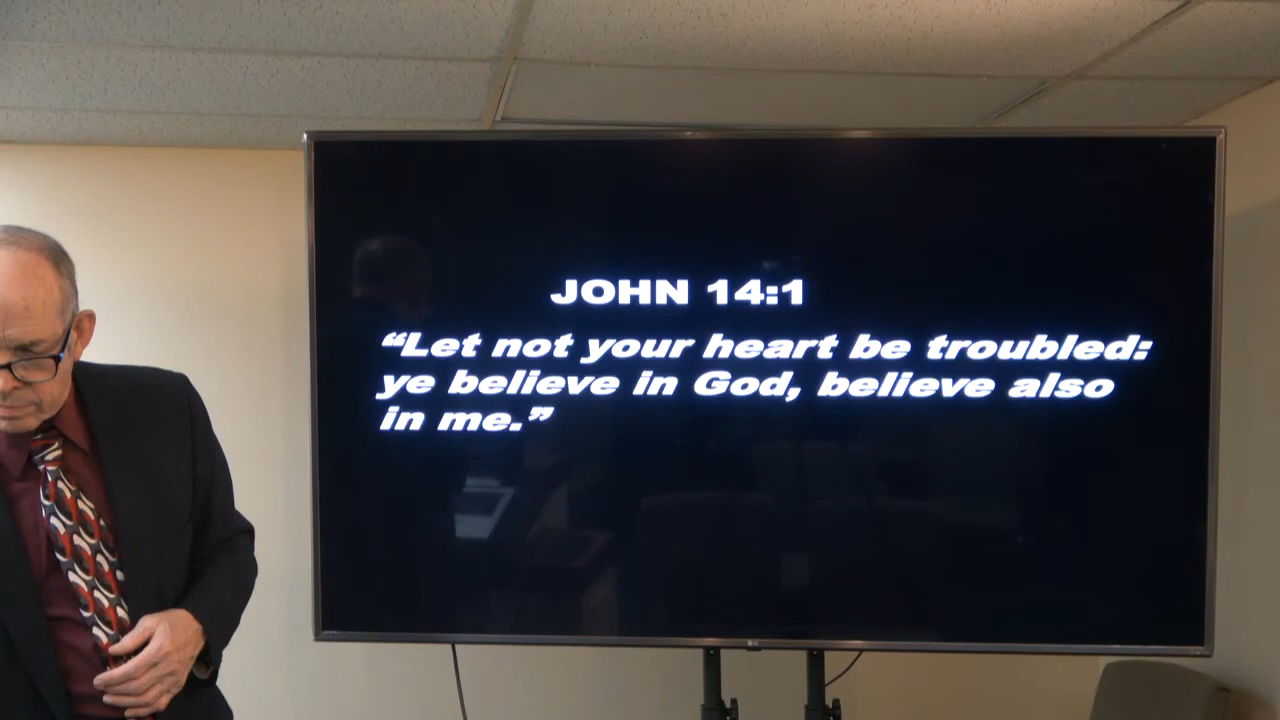 JOHN 14:1
“Let not your heart be troubled:
ye believe in God, believe also
in me.”